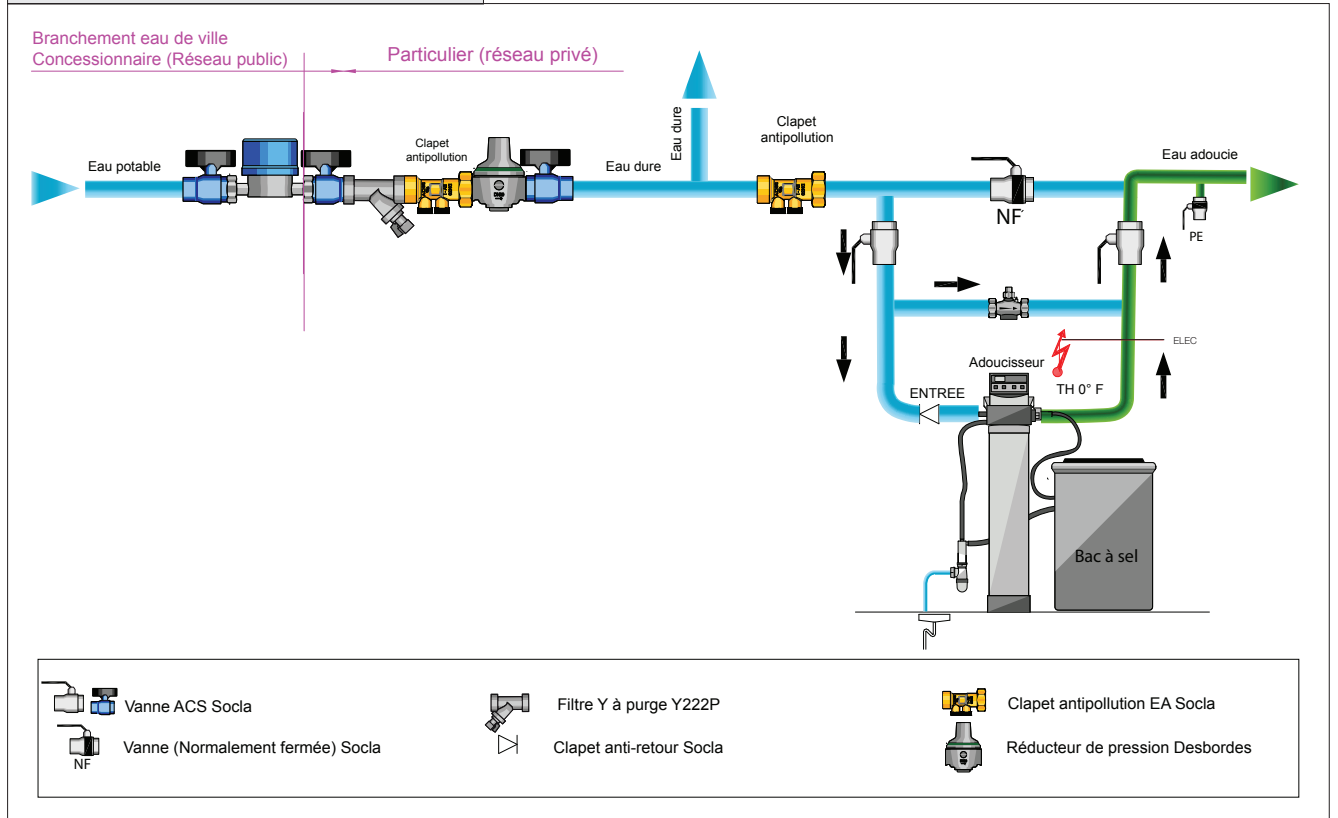 Branchement eau de ville
Concessionnaire (Réseau public)
Particulier (réseau privé)
Eau potable
Clapet
antipollution
Eau dure
Eau dure
Clapet
antipollution
NF
Eau adoucie
PE
ELEC
Adoucisseur
TH 0° F
ENTREE
Bac à sel
Vanne ACS Socla
Filtre Y à purge Y222P
Clapet antipollution EA Socla
Vanne (Normalement fermée) Socla
NF
Clapet anti-retour Socla
Réducteur de pression Desbordes